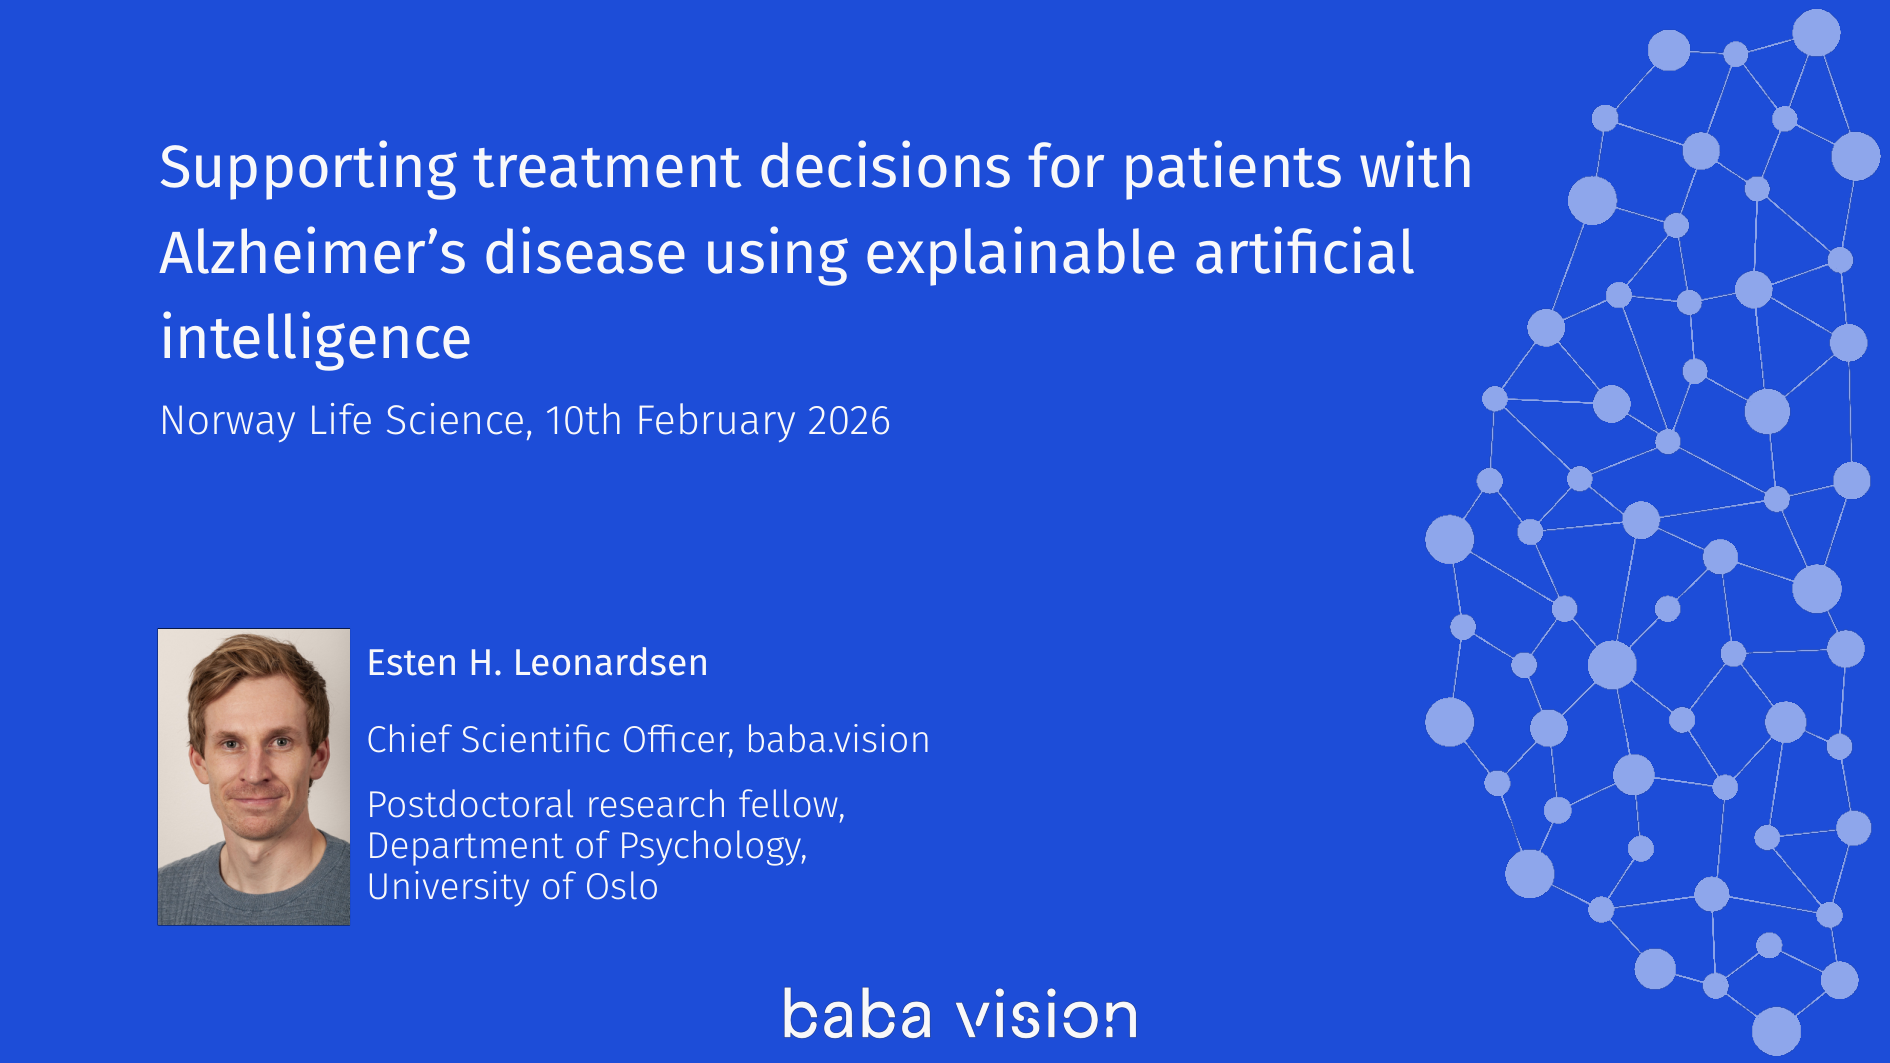 Supporting treatment decisions for patients with
Alzheimer’s disease using explainable artificial
intelligence
Norway Life Science, 10th February 2026
Esten H. Leonardsen
Chief Scientific Officer, baba.vision
Postdoctoral research fellow,
Department of Psychology,
University of Oslo
baba vision